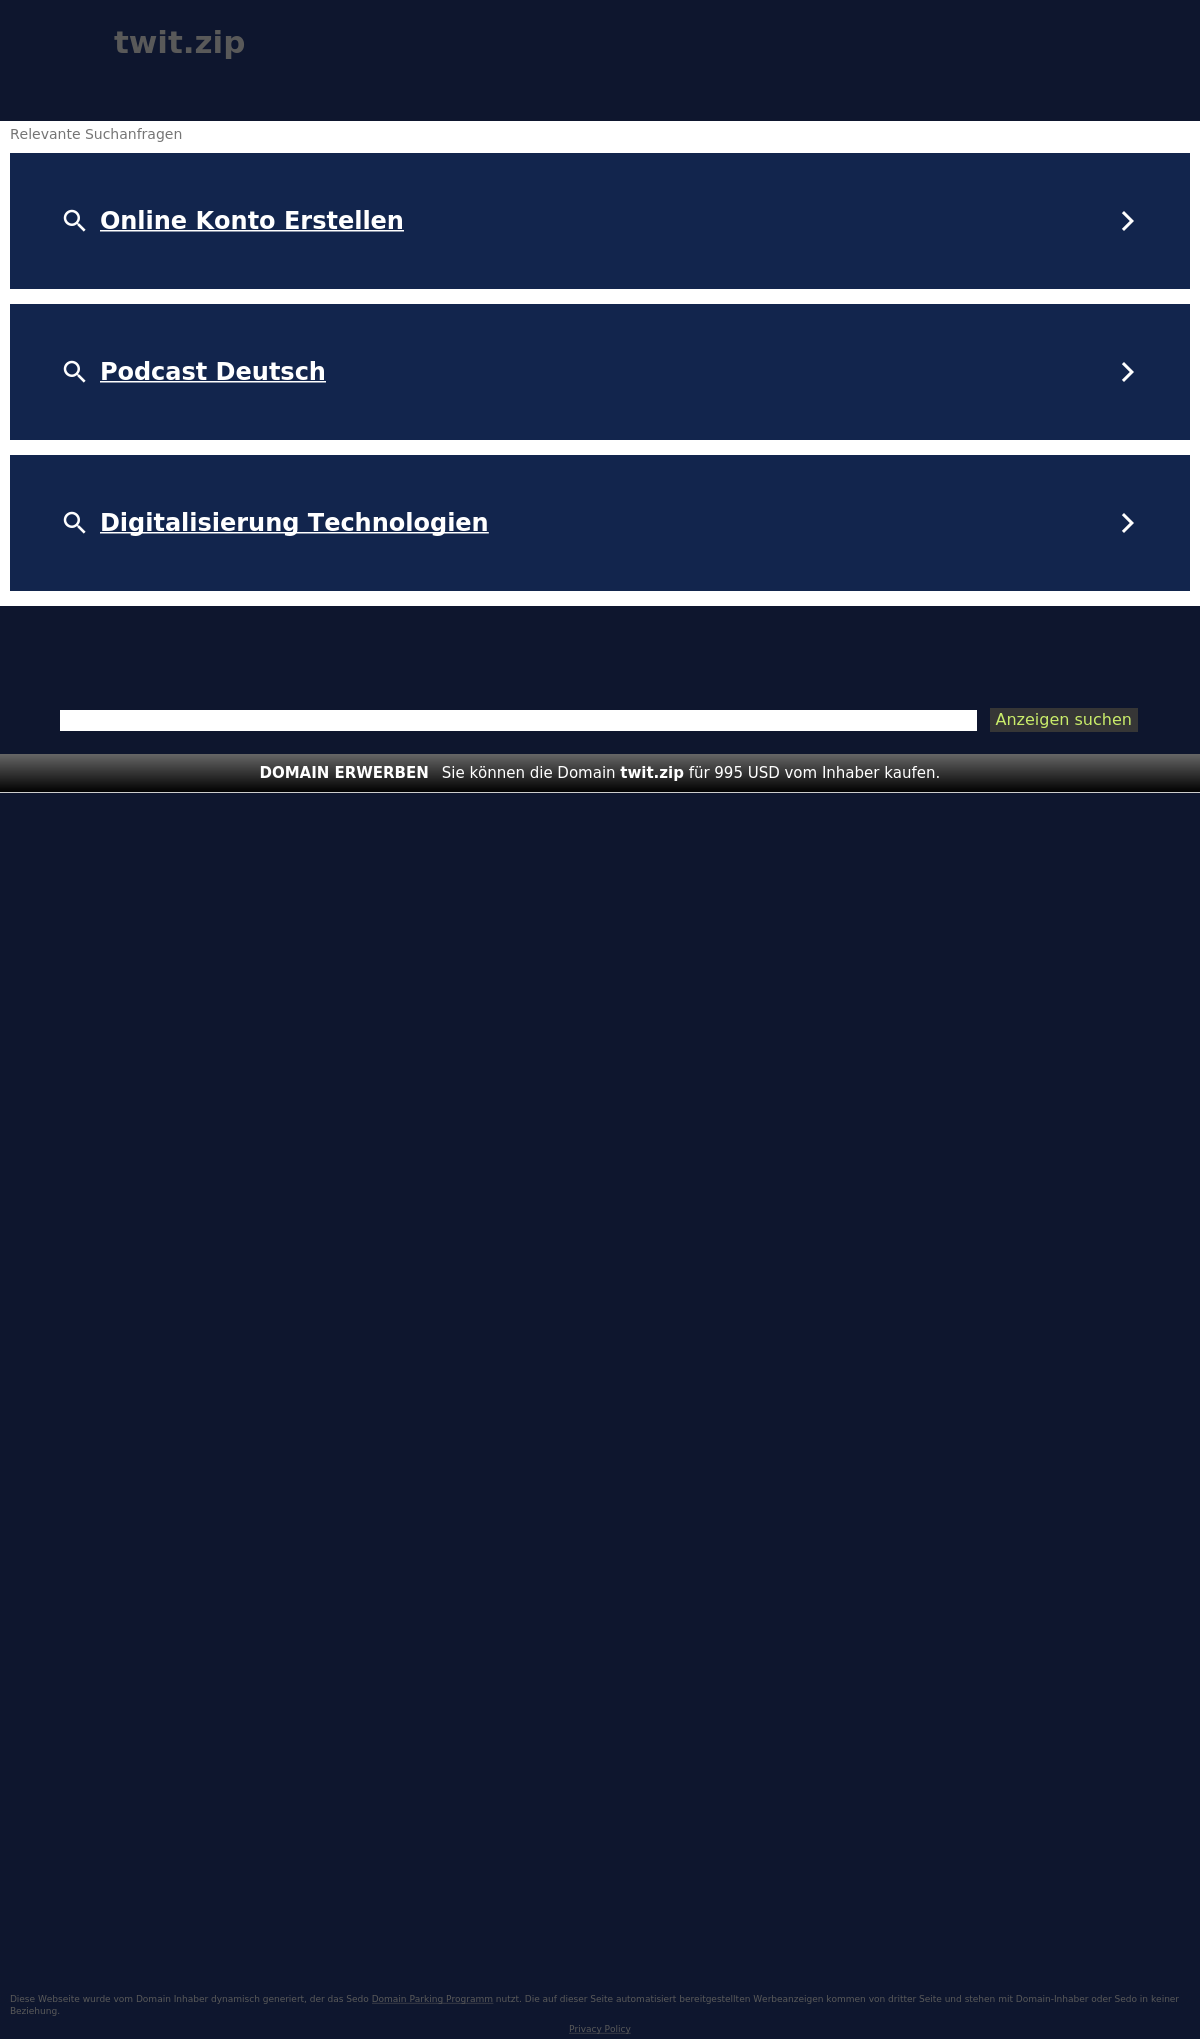 twit.zip
Relevante Suchanfragen
Online Konto Erstellen
Podcast Deutsch
Digitalisierung Technologien
Anzeigen suchen
DOMAIN ERWERBEN Sie können die Domain twit.zip für 995 USD vom Inhaber kaufen.
Diese Webseite wurde vom Domain Inhaber dynamisch generiert, der das Sedo Domain Parking Programm nutzt. Die auf dieser Seite automatisiert bereitgestellten Werbeanzeigen kommen von dritter Seite und stehen mit Domain-Inhaber oder Sedo in keiner
Beziehung.
Privacy Policy